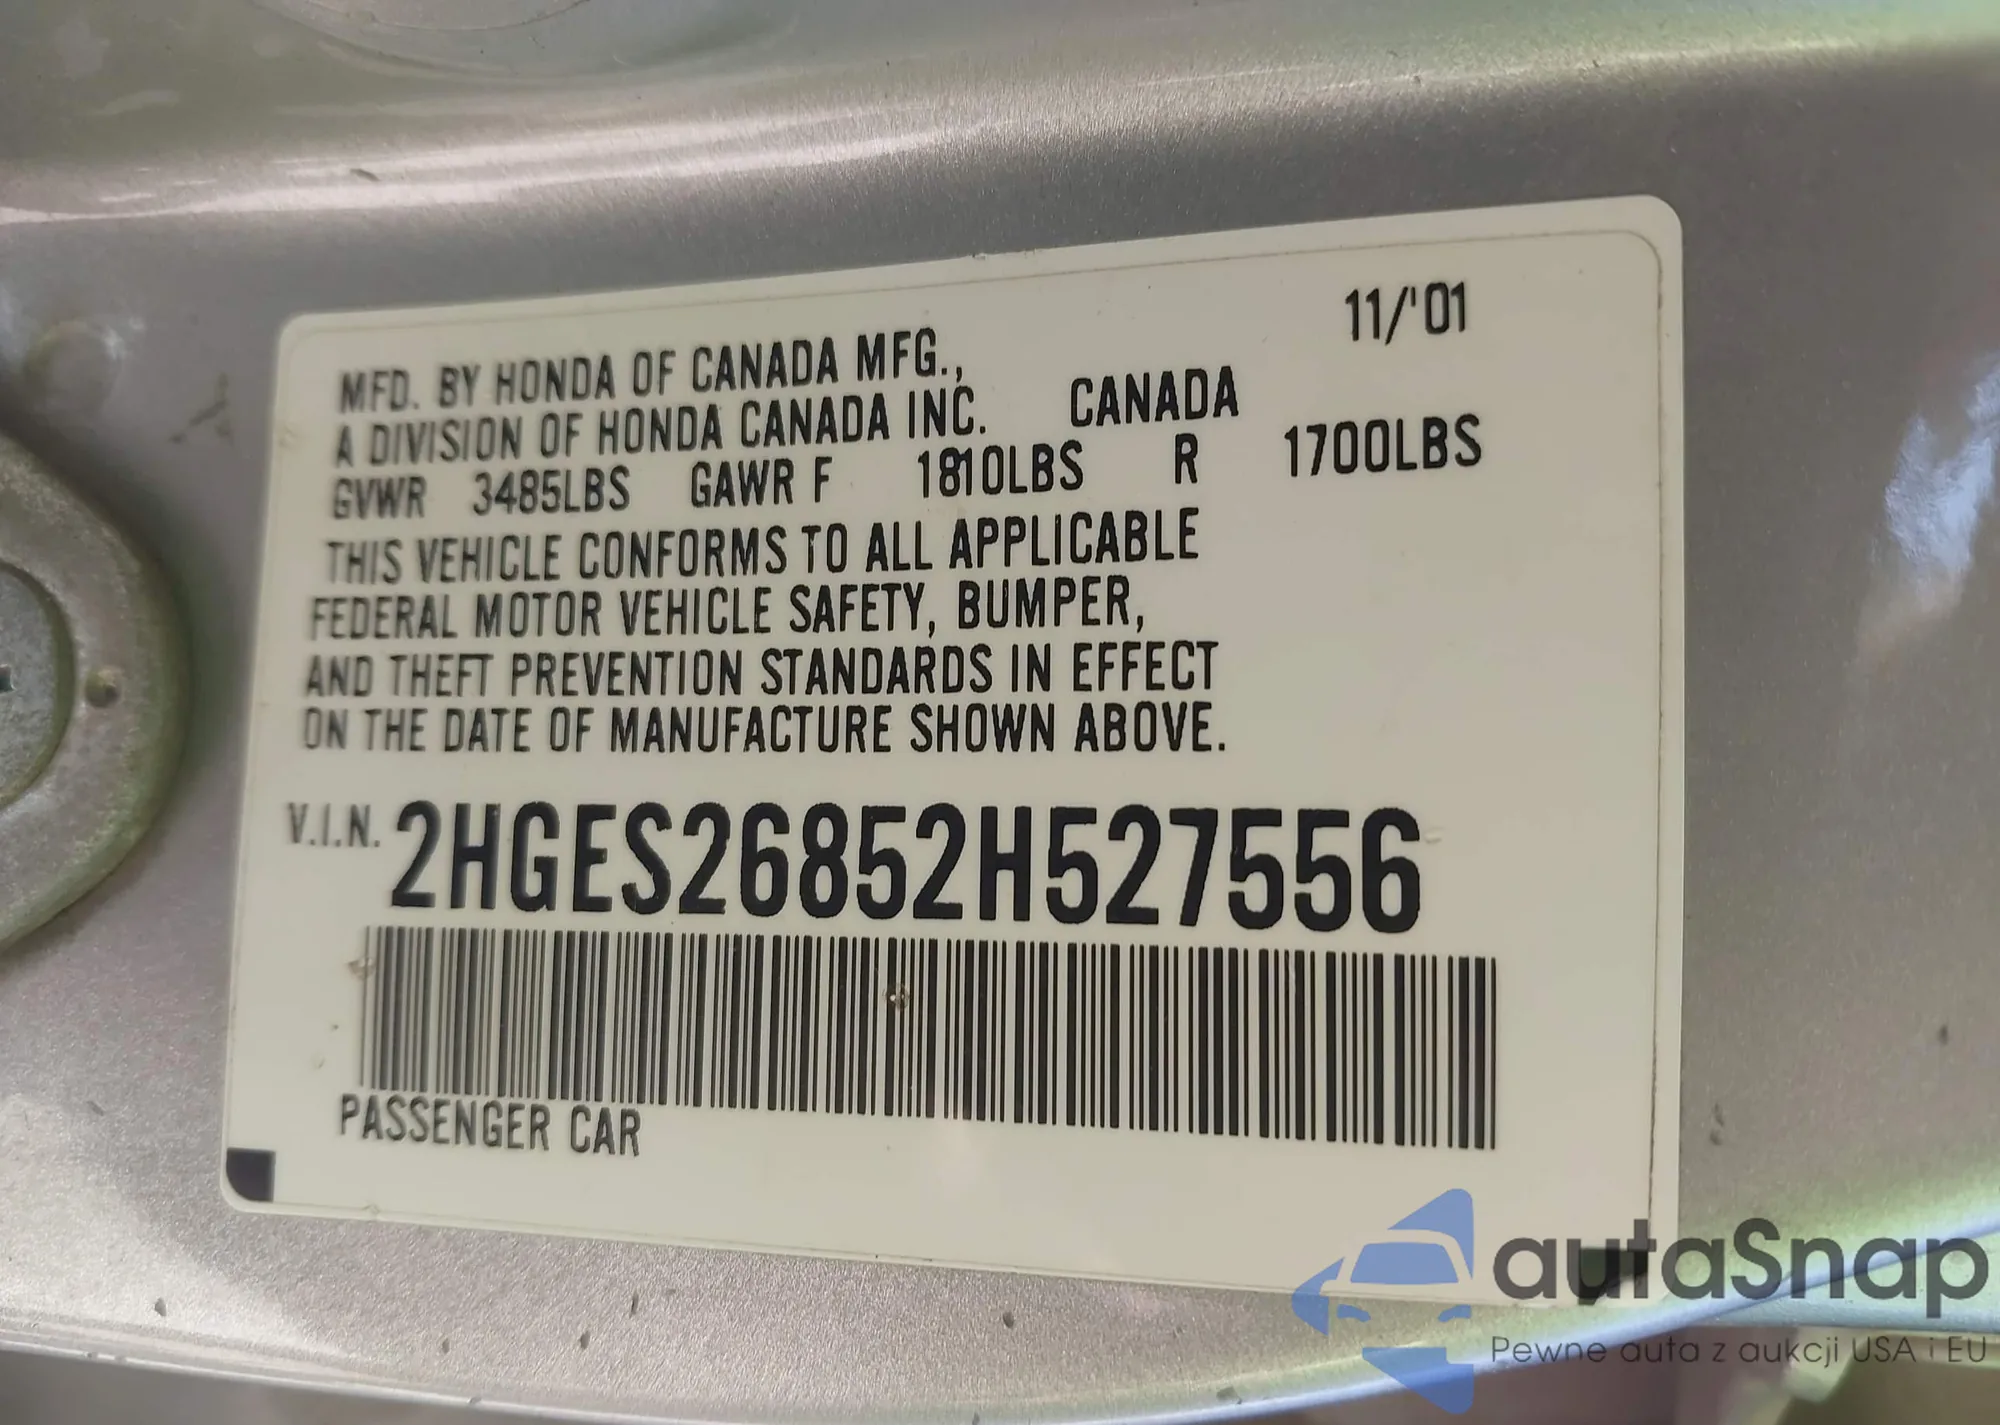 11/'01
MFD. BY HONDA OF CANADA MFG.,
A DIVISION OF HONDA CANADA INC. CANADA
GVWR 3485LBS GAWR F 1810LBS R 1700LBS
THIS VEHICLE CONFORMS TO ALL APPLICABLE
FEDERAL MOTOR VEHICLE SAFETY, BUMPER,
AND THEFT PREVENTION STANDARDS IN EFFECT
ON THE DATE OF MANUFACTURE SHOWN ABOVE.
V.I.N. 2HGES26852H527556
PASSENGER CAR
autaSnap
Pewne auta z aukcji USA i EU